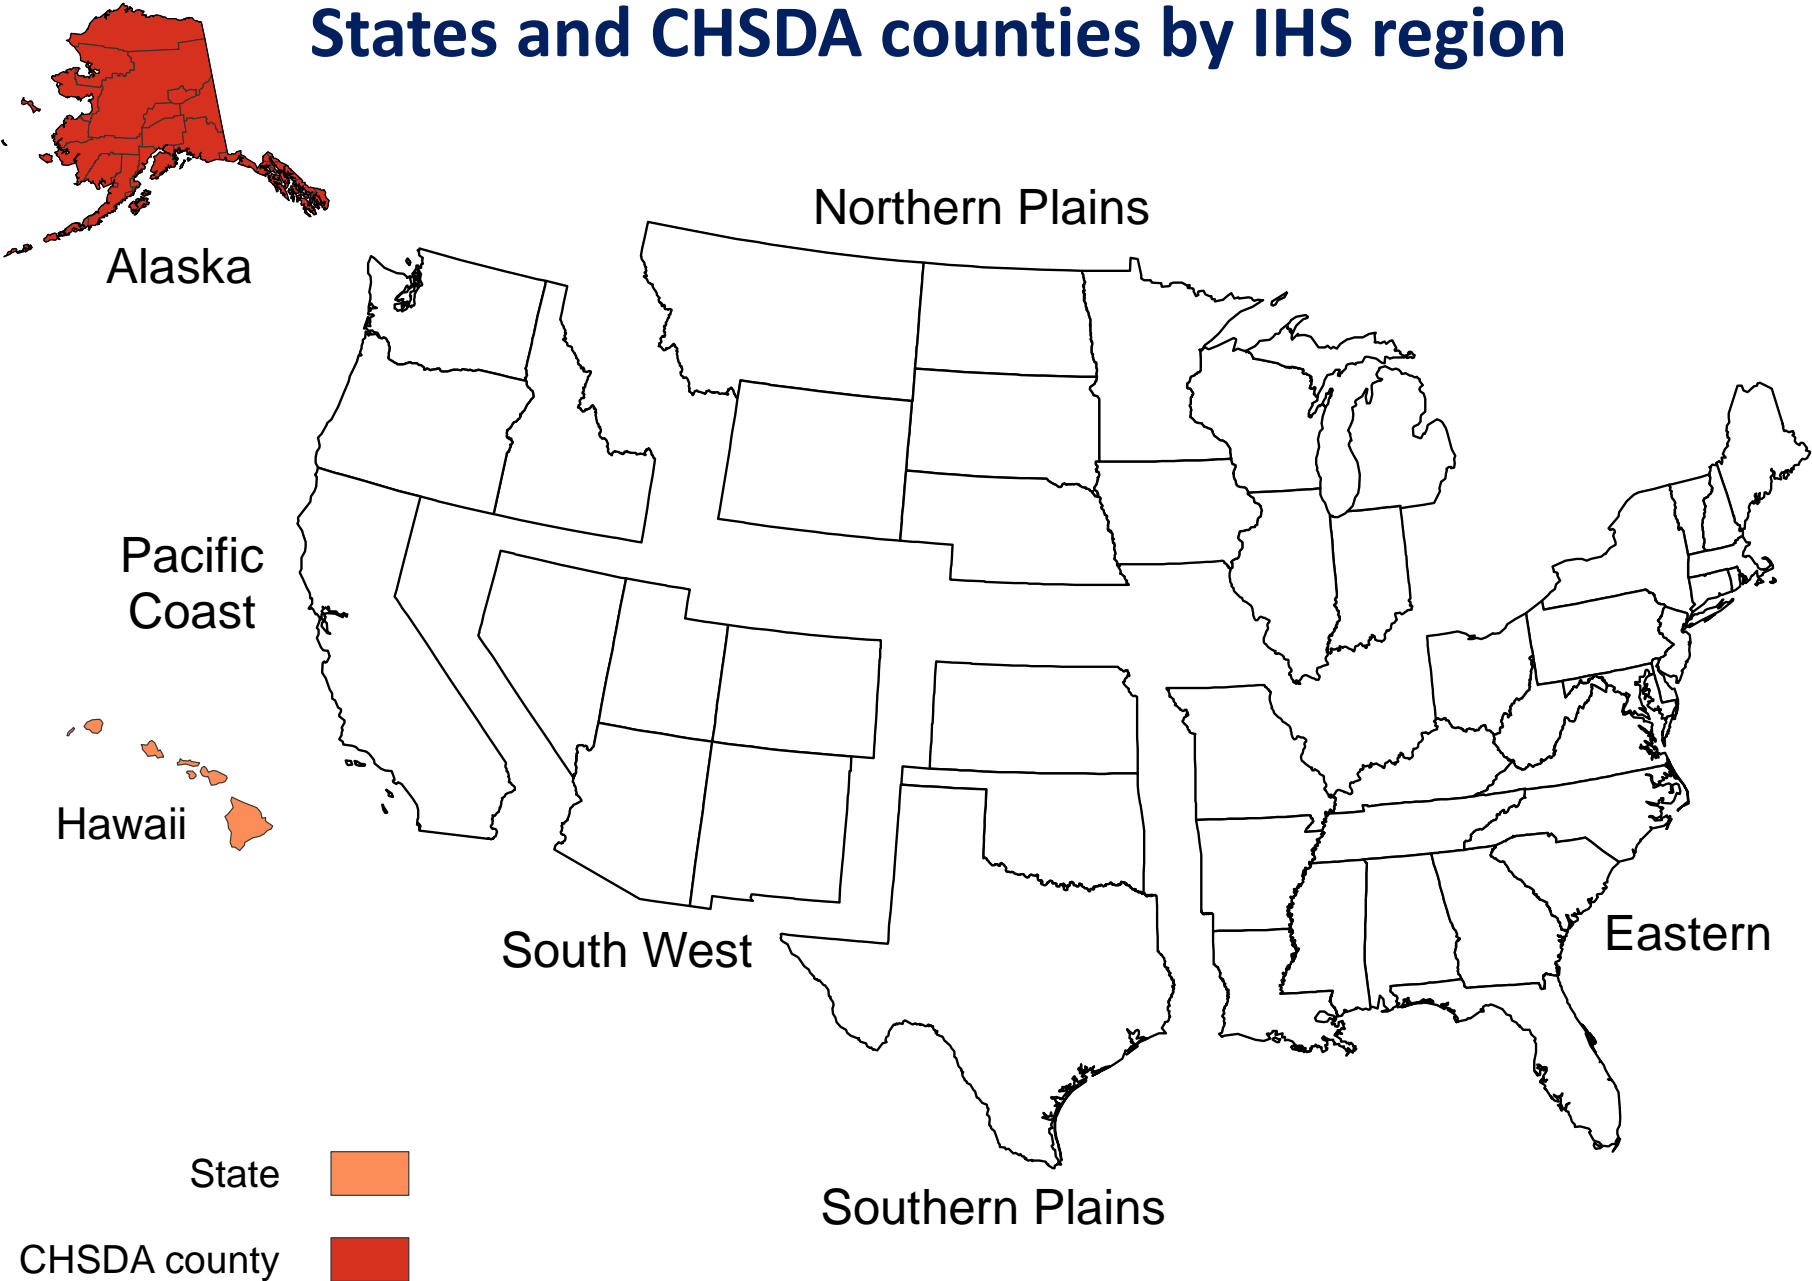 States and CHSDA counties by IHS region
Northern Plains
Alaska
Pacific
Coast
Hawaii
South West
Eastern
State
Southern Plains
CHSDA county